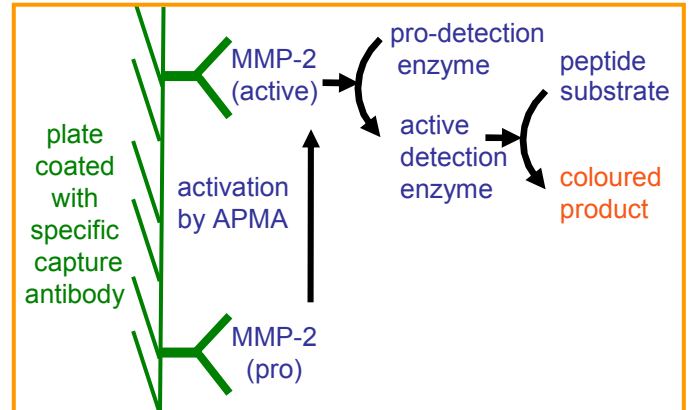 plate
coated
with
specific
capture
antibody
MMP-2
(active)
activation
by APMA
MMP-2
(pro)
pro-detection
enzyme
active
detection
enzyme
peptide
substrate
coloured
product